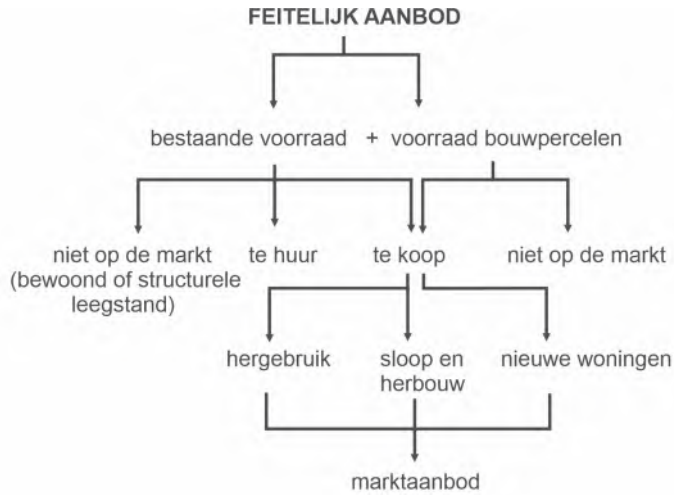 FEITELIJK AANBOD
bestaande voorraad + voorraad bouwpercelen
niet op de markt
(bewoond of structurele
leegstand)
te huur
te koop
niet op de markt
hergebruik
sloop en
herbouw
nieuwe woningen
marktaanbod